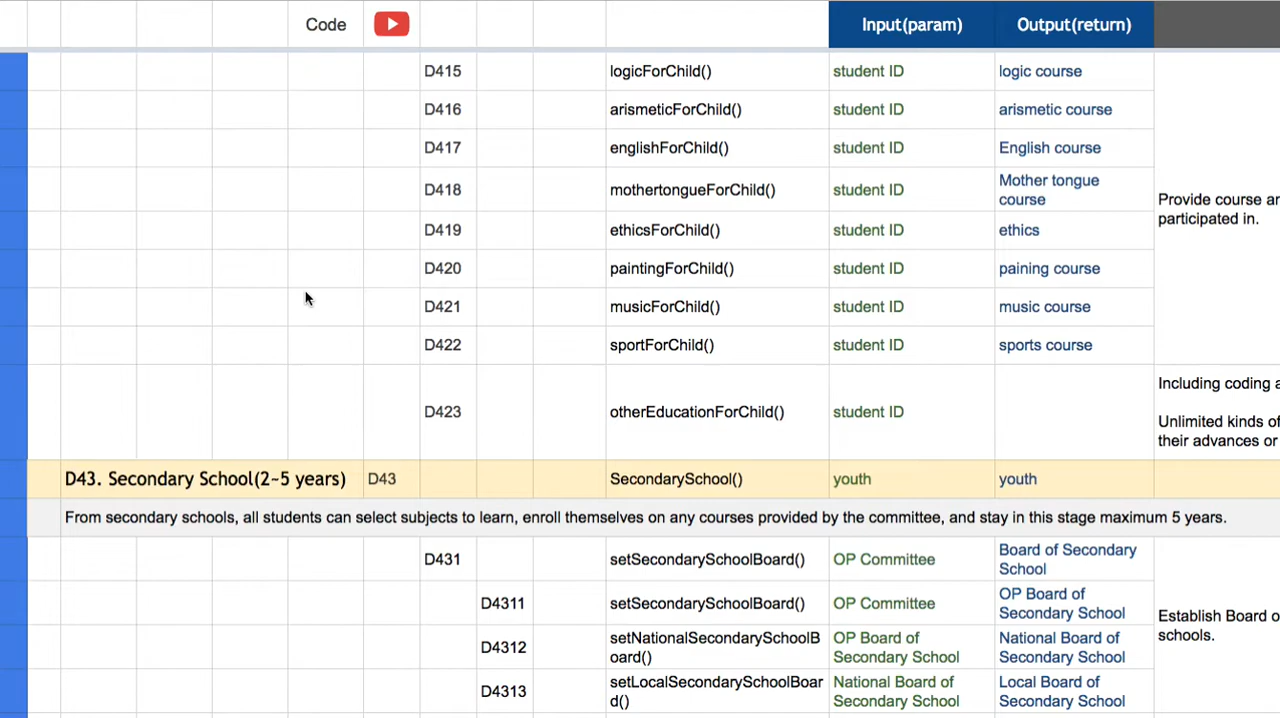 Code Input(param) Output(return)
D415 logicForChild() student ID logic course
D416 arismeticForChild() student ID arismetic course
D417 englishForChild() student ID English course
D418 mothertongueForChild() student ID Mother tongue
course
Provide course ar
participated in.
D419 ethicsForChild() student ID ethics
D420 paintingForChild() student ID paining course
D421 musicForChild() student ID music course
D422 sportForChild() student ID sports course
D423 otherEducationForChild() student ID
Including coding a
Unlimited kinds of
their advances or
D43. Secondary School(2~5 years) D43 SecondarySchool() youth youth
From secondary schools, all students can select subjects to learn, enroll themselves on any courses provided by the committee, and stay in this stage maximum 5 years.
D431 setSecondarySchoolBoard() OP Committee Board of Secondary
School
D4311 setSecondarySchoolBoard() OP Committee OP Board of
Secondary School
Establish Board o
schools.
D4312 setNationalSecondarySchoolB
oard()
OP Board of
Secondary School
National Board of
Secondary School
D4313 setLocalSecondarySchoolBoar
d()
National Board of
Secondary School
Local Board of
Secondary School